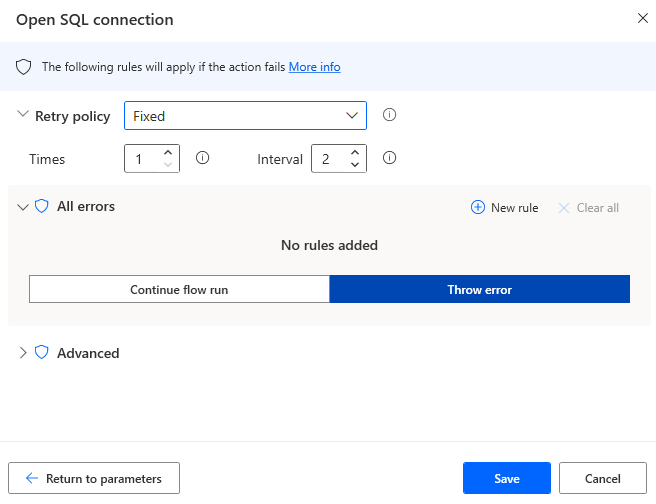 Open SQL connection
The following rules will apply if the action fails More info
Retry policy Fixed
Times 1 Interval 2
All errors New rule Clear all
No rules added
Continue flow run Throw error
Advanced
Return to parameters Save Cancel